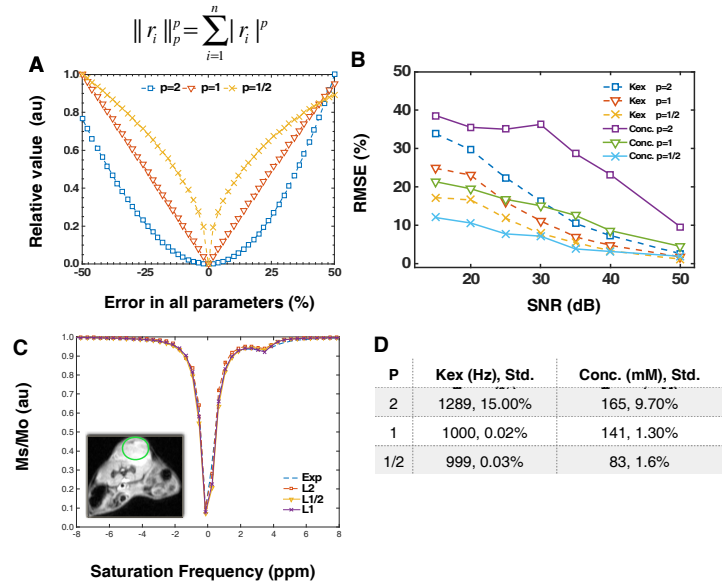 ‖ r_i ‖_p^p = ∑_{i=1}^{n} | r_i |^p
A
1.0
0.8
0.6
0.4
0.2
0.0
Relative value (au)
p=2 p=1 p=1/2
-50 -25 0 25 50
Error in all parameters (%)
B
50
40
30
20
10
0
RMSE (%)
Kex p=2
Kex p=1
Kex p=1/2
Conc. p=2
Conc. p=1
Conc. p=1/2
20 30 40 50
SNR (dB)
C
1.0
0.9
0.8
0.7
0.6
0.5
0.4
0.3
0.2
0.1
0.0
Ms/Mo (au)
Exp
L2
L1/2
L1
-8 -6 -4 -2 0 2 4 6 8
Saturation Frequency (ppm)
D
P Kex (Hz), Std. Conc. (mM), Std.
2 1289, 15.00% 165, 9.70%
1 1000, 0.02% 141, 1.30%
1/2 999, 0.03% 83, 1.6%